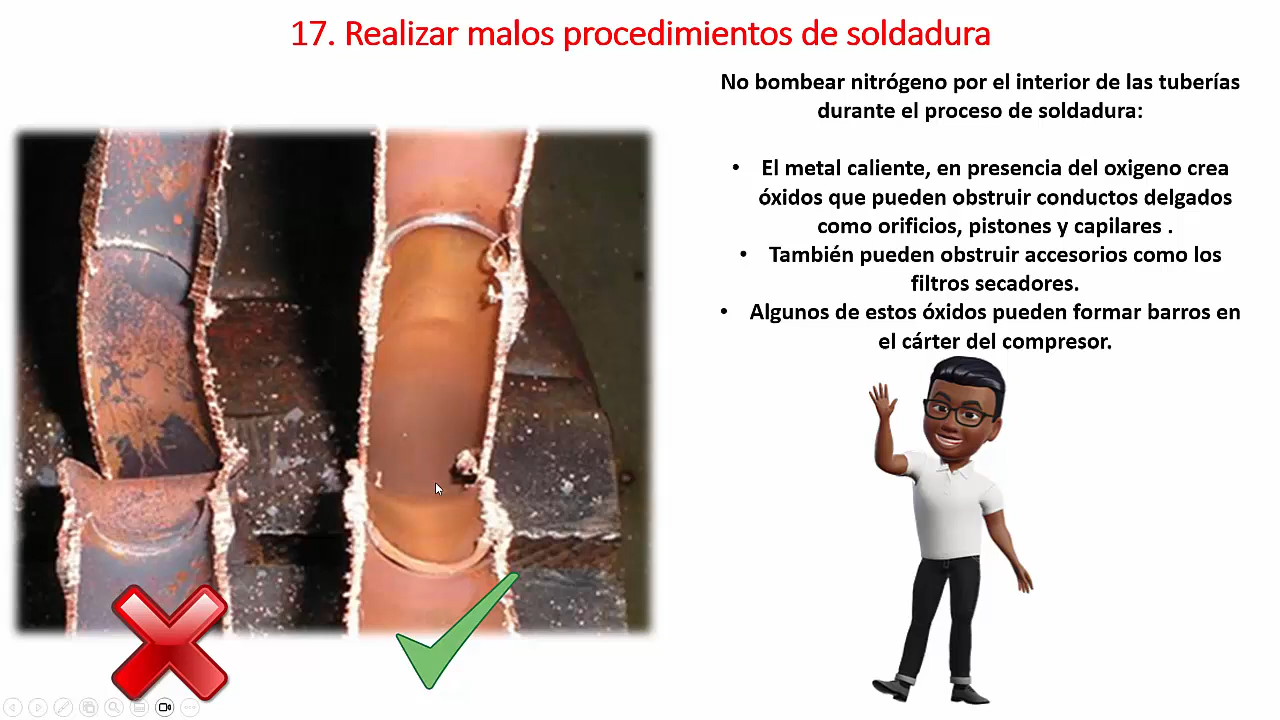 17. Realizar malos procedimientos de soldadura
No bombear nitrógeno por el interior de las tuberías
durante el proceso de soldadura:
• El metal caliente, en presencia del oxigeno crea
óxidos que pueden obstruir conductos delgados
como orificios, pistones y capilares .
• También pueden obstruir accesorios como los
filtros secadores.
• Algunos de estos óxidos pueden formar barros en
el cárter del compresor.